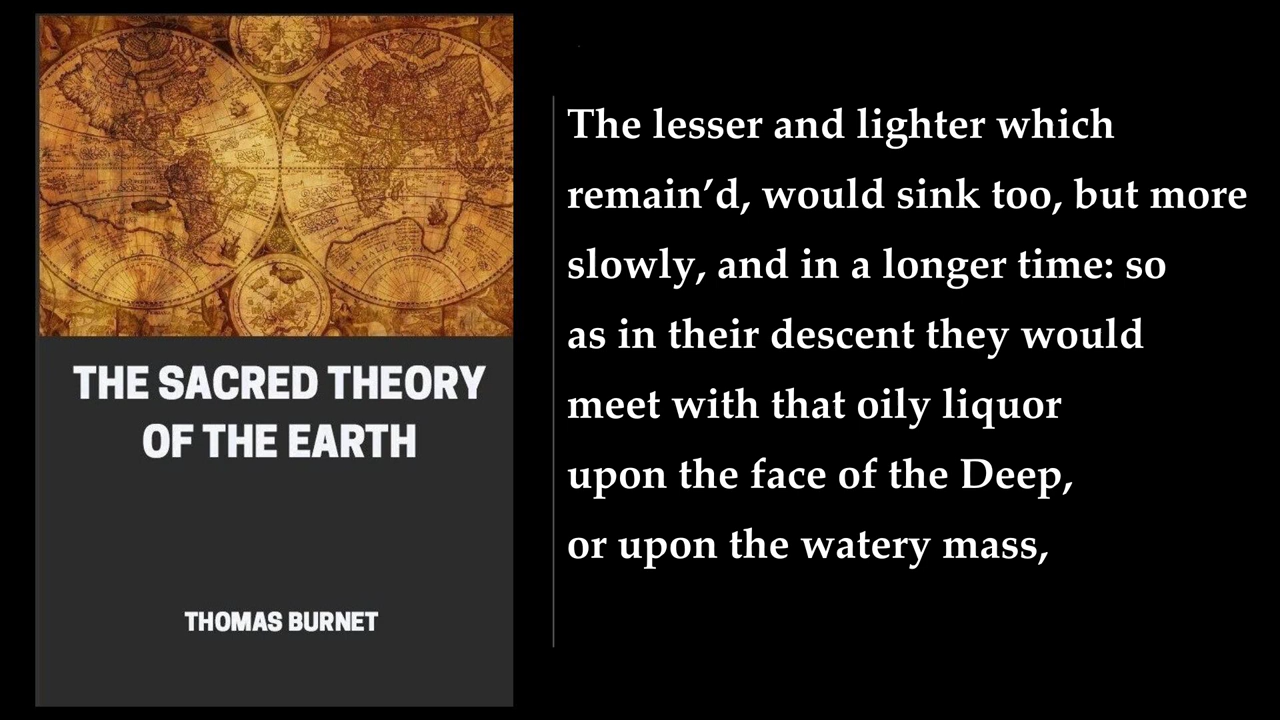 THE SACRED THEORY
OF THE EARTH
THOMAS BURNET
The lesser and lighter which
remain’d, would sink too, but more
slowly, and in a longer time: so
as in their descent they would
meet with that oily liquor
upon the face of the Deep,
or upon the watery mass,